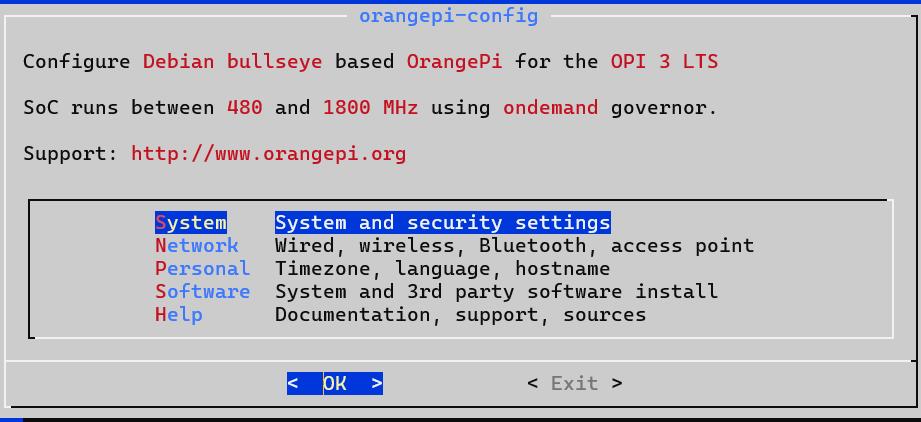 orangepi-config
Configure Debian bullseye based OrangePi for the OPI 3 LTS
SoC runs between 480 and 1800 MHz using ondemand governor.
Support: http://www.orangepi.org
System System and security settings
Network Wired, wireless, Bluetooth, access point
Personal Timezone, language, hostname
Software System and 3rd party software install
Help Documentation, support, sources
< OK > < Exit >